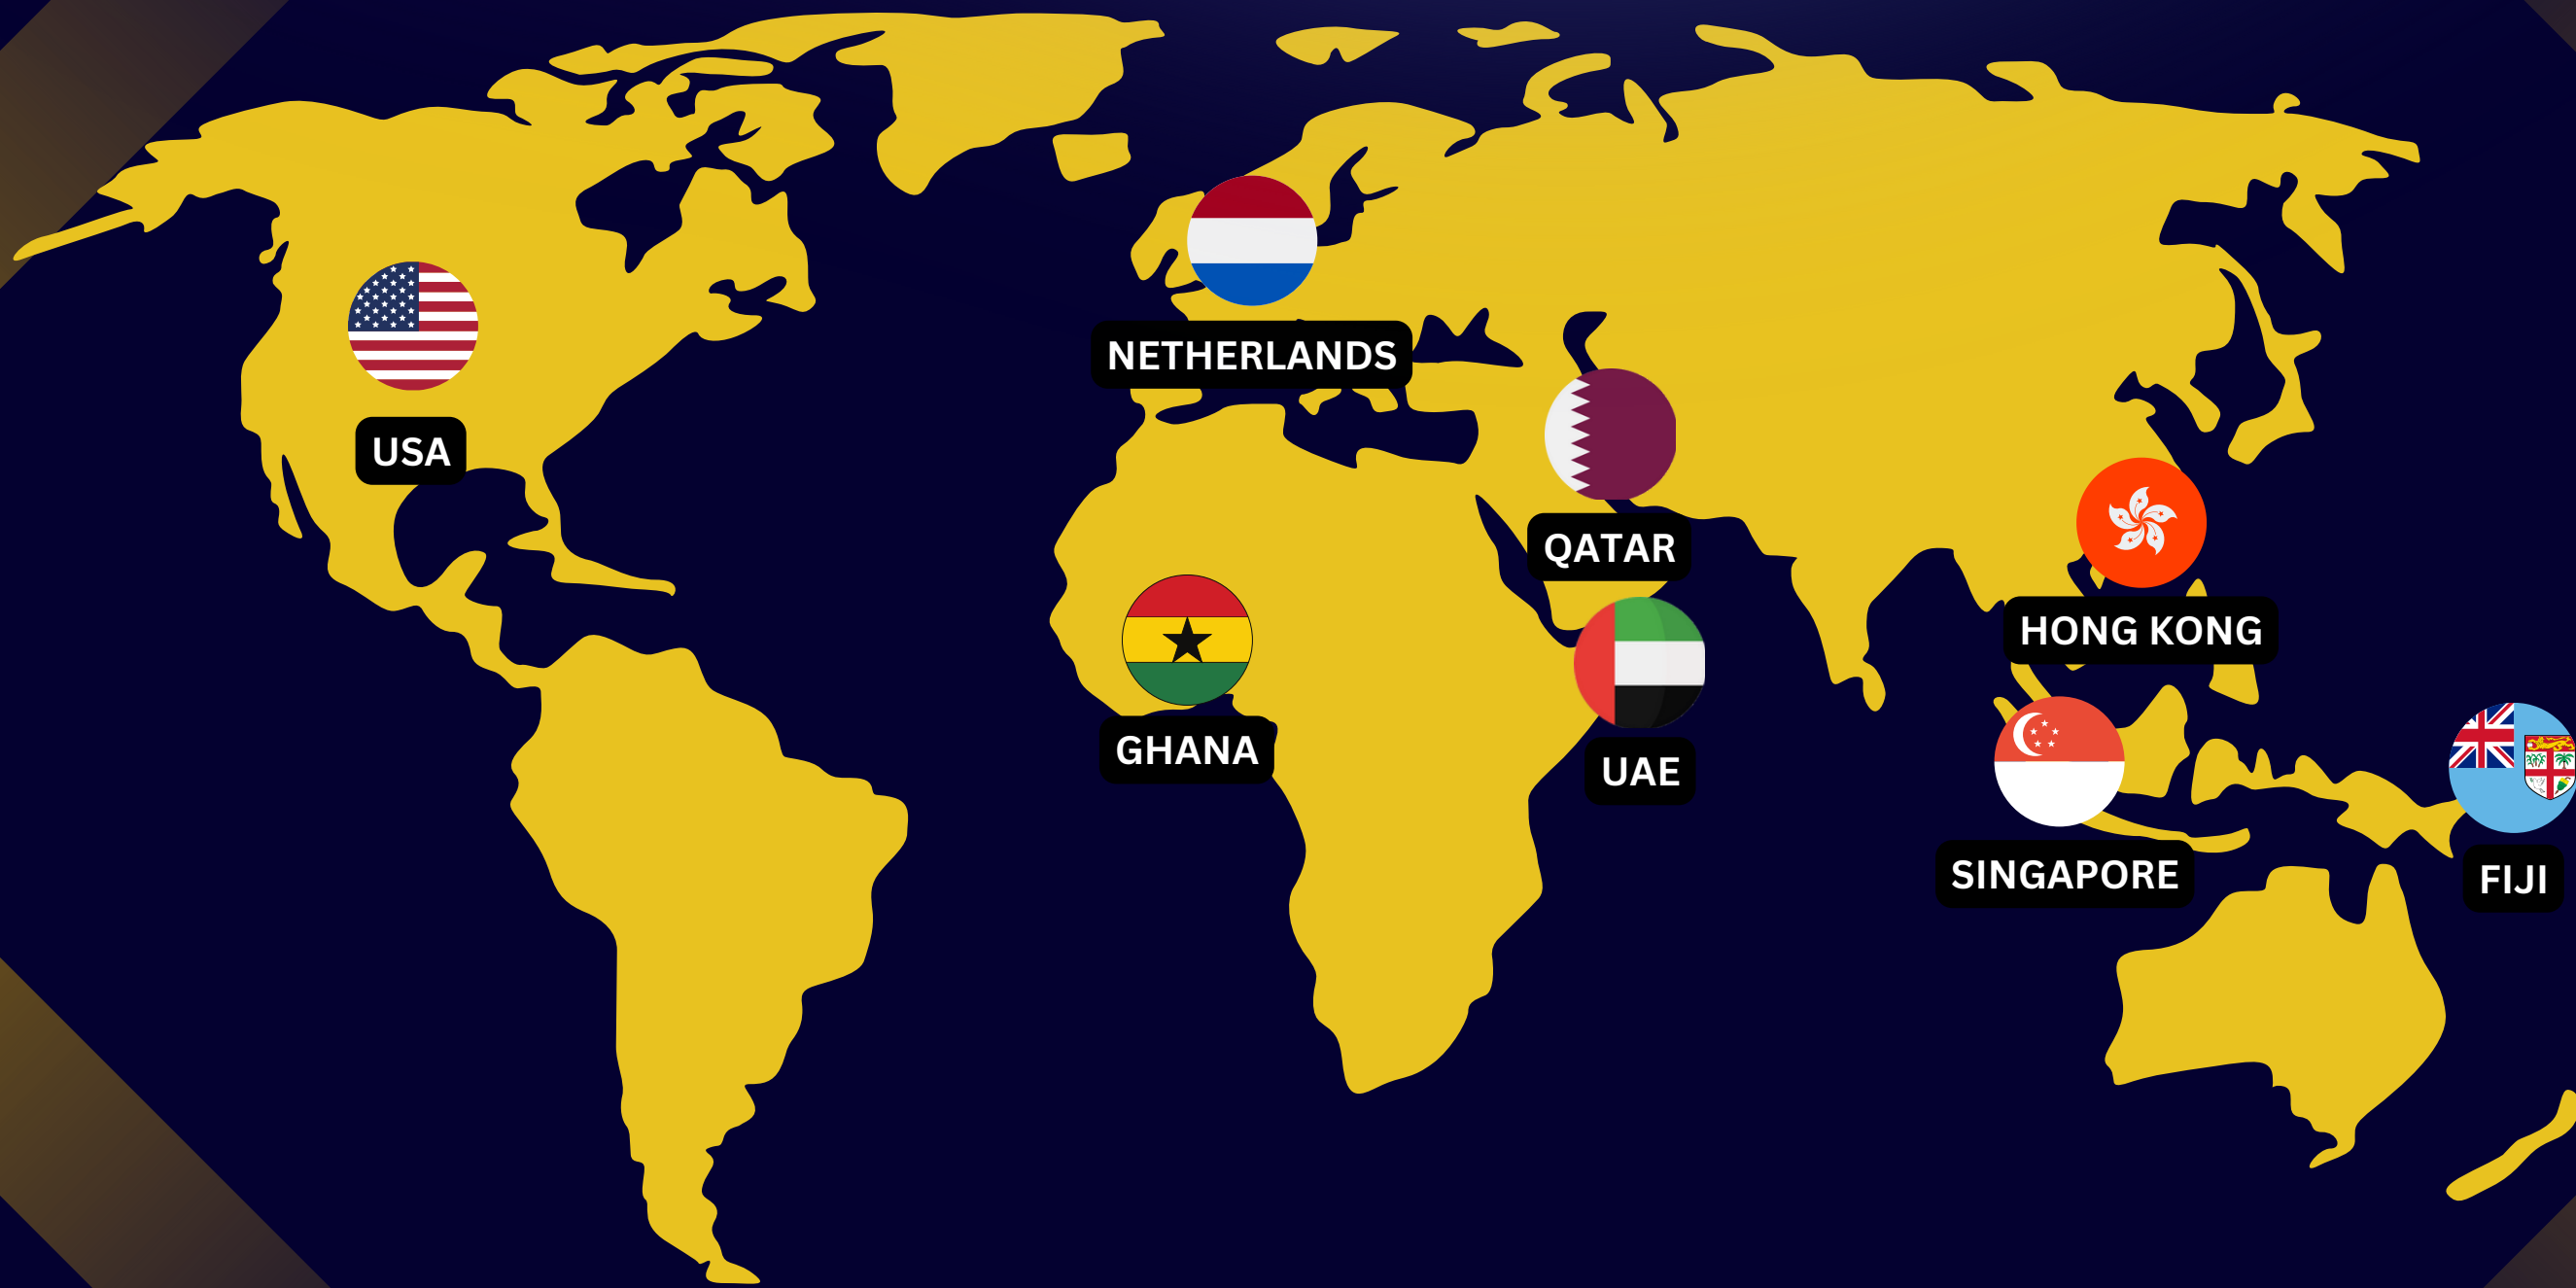 NETHERLANDS
USA
QATAR
HONG KONG
GHANA
UAE
SINGAPORE
FIJI